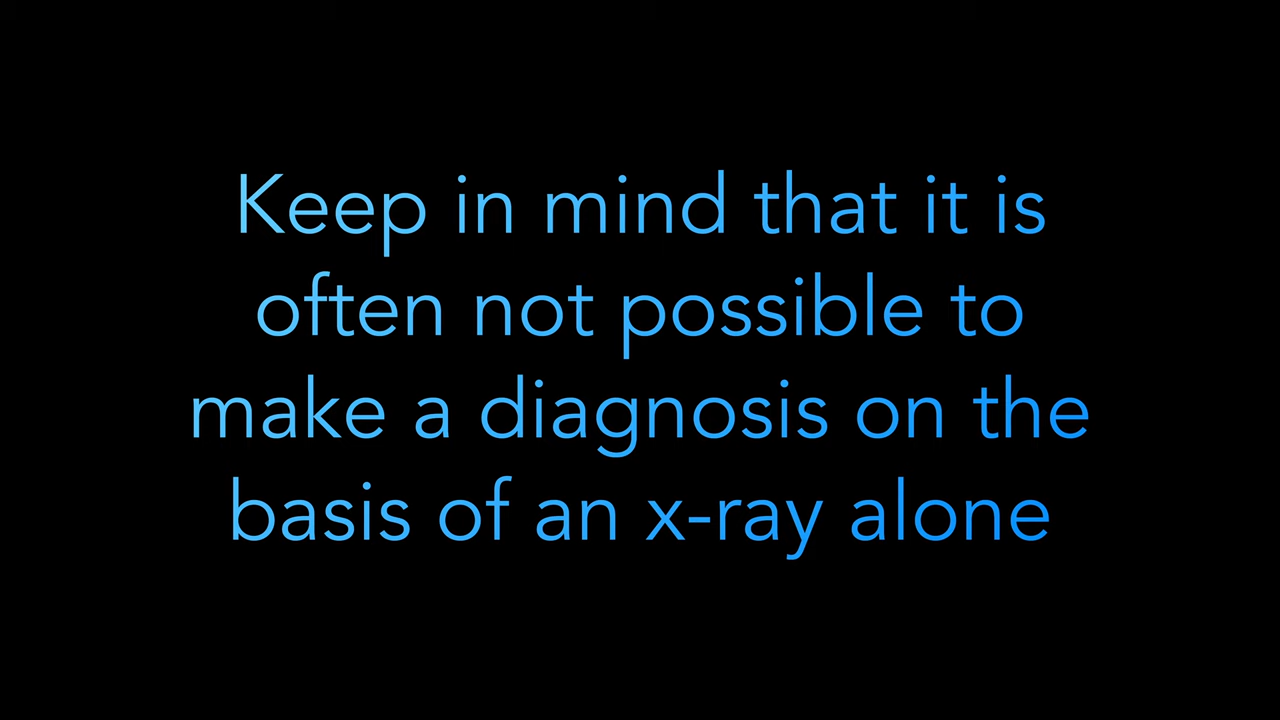 Keep in mind that it is
often not possible to
make a diagnosis on the
basis of an x-ray alone